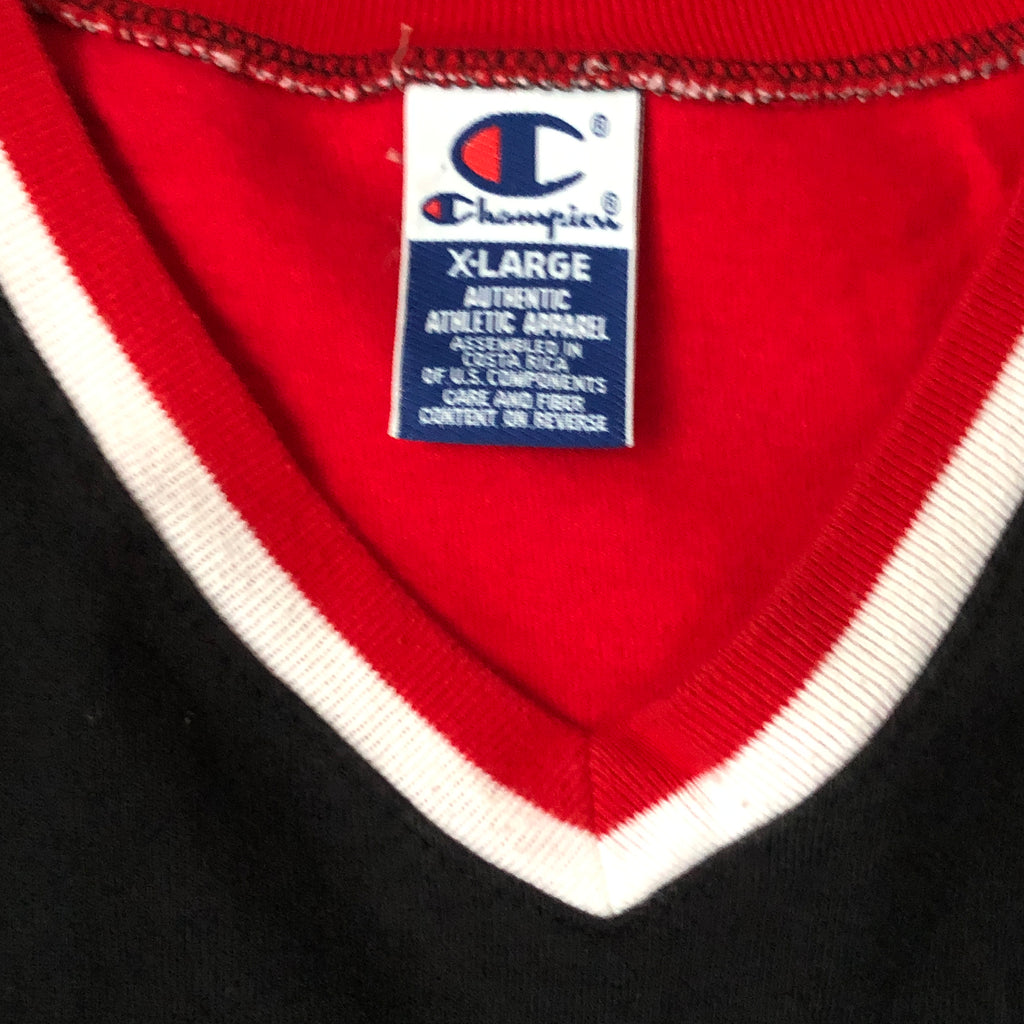 C®
Champion®
X-LARGE
AUTHENTIC
ATHLETIC APPAREL
ASSEMBLED IN
COSTA RICA
OF U.S. COMPONENTS
CARE AND FIBER
CONTENT ON REVERSE